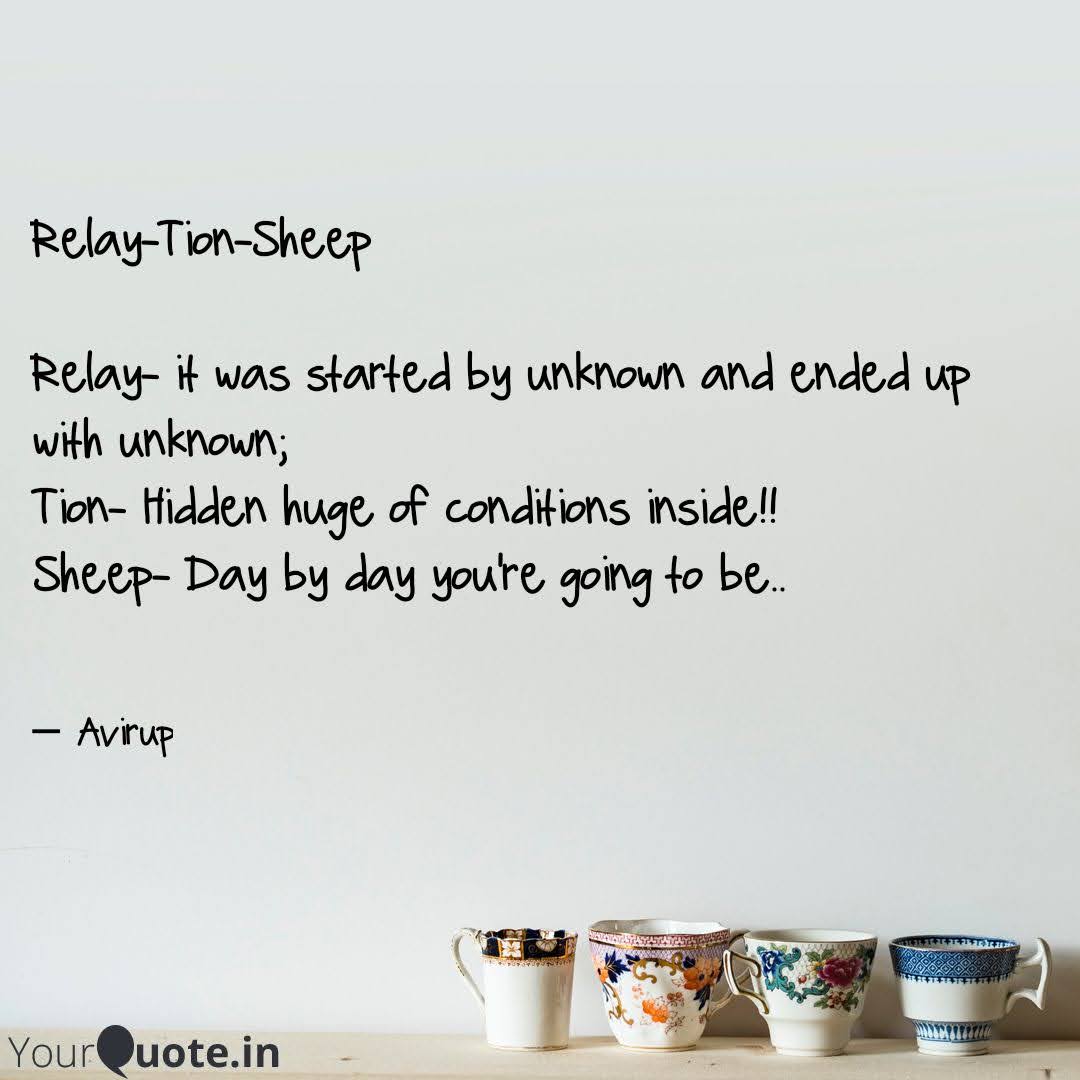 Relay-Tion-Sheep
Relay- it was started by unknown and ended up
with unknown;
Tion- Hidden huge of conditions inside!!
Sheep- Day by day you're going to be..
- Avirup
YourQuote.in